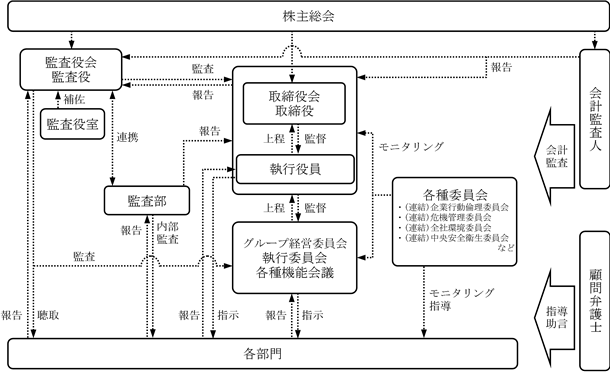 株主総会
監査役会
監査役
監査
報告
補佐
監査役室
連携
報告
監査部
報告
内部
監査
監査
報告
聴取
取締役会
取締役
上程
監督
執行役員
上程
監督
グループ経営委員会
執行委員会
各種機能会議
報告
指示
報告
指示
モニタリング
報告
会計監査人
会計
監査
各種委員会
・(連結)企業行動倫理委員会
・(連結)危機管理委員会
・(連結)全社環境委員会
・(連結)中央安全衛生委員会
など
モニタリング
指導
顧問弁護士
指導
助言
各部門